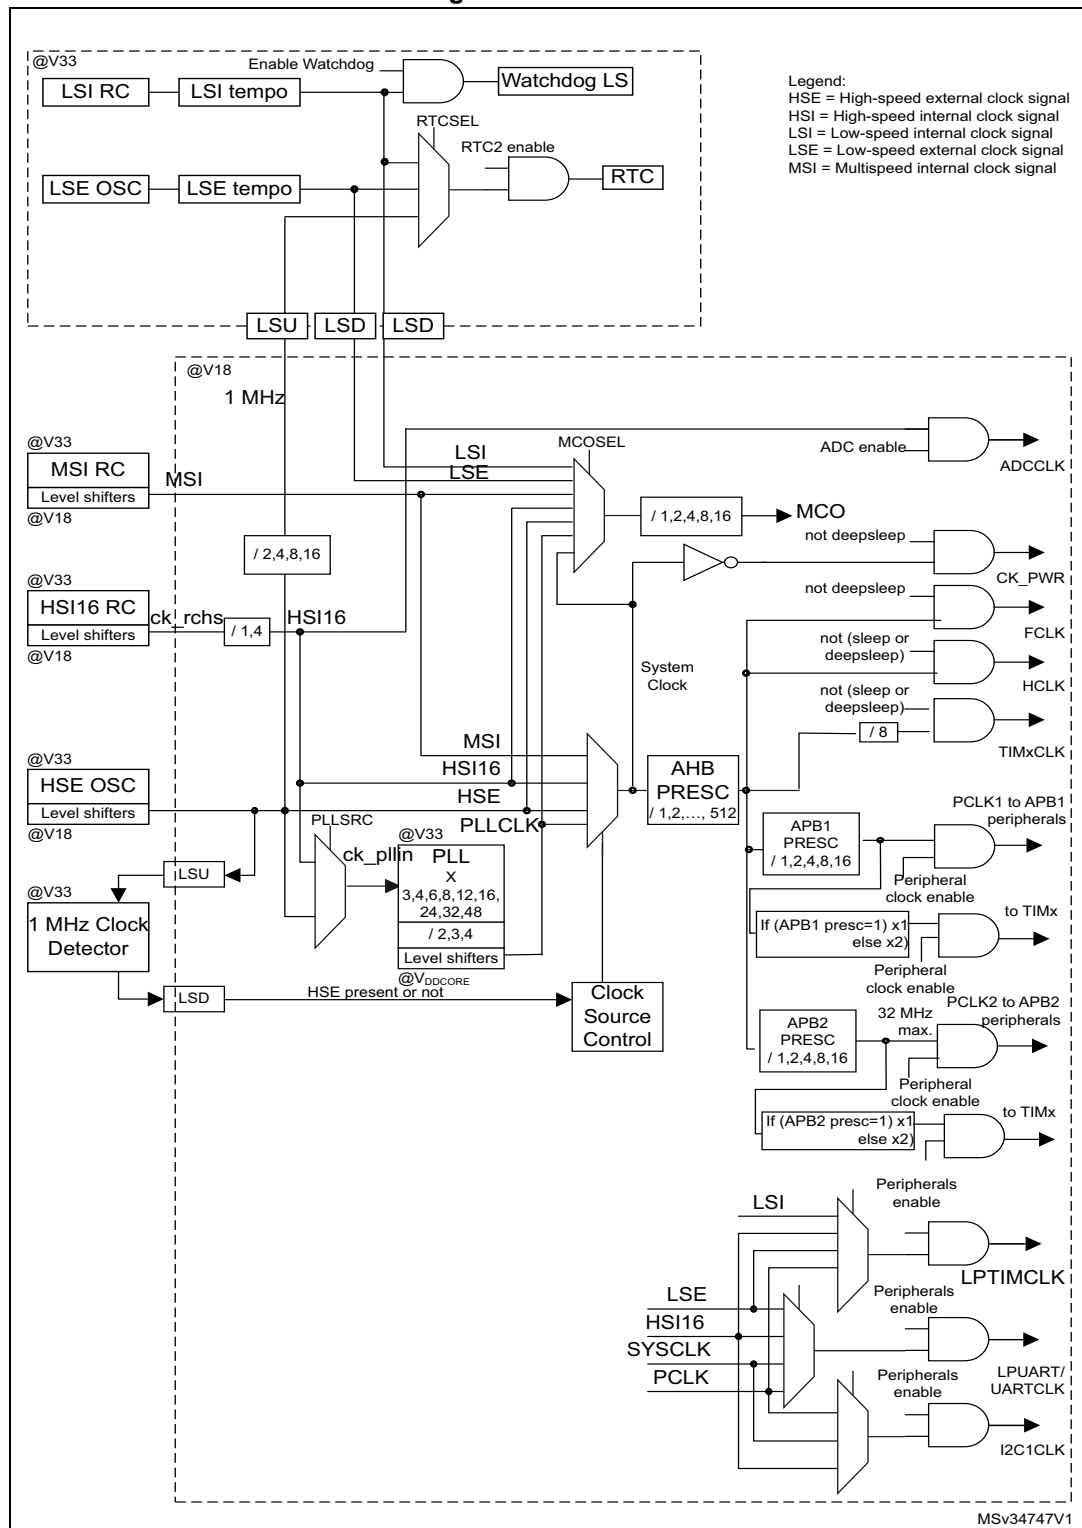 @V33
Enable Watchdog
LSI RC
LSI tempo
Watchdog LS
Legend:
HSE = High-speed external clock signal
HSI = High-speed internal clock signal
LSI = Low-speed internal clock signal
LSE = Low-speed external clock signal
MSI = Multispeed internal clock signal
RTCSEL
RTC2 enable
LSE OSC
LSE tempo
RTC
LSU
LSD
LSD
@V18
1 MHz
@V33
MSI RC
Level shifters
@V18
MSI
LSI
LSE
MCOSEL
ADC enable
ADCCLK
/ 1,2,4,8,16
MCO
/ 2,4,8,16
not deepsleep
CK_PWR
@V33
HSI16 RC
Level shifters
@V18
ck_rchs
/ 1,4
HSI16
not deepsleep
FCLK
System
Clock
not (sleep or
deepsleep)
HCLK
not (sleep or
deepsleep)
/ 8
TIMxCLK
@V33
HSE OSC
Level shifters
@V18
MSI
HSI16
HSE
PLLCLK
AHB
PRESC
/ 1,2,..., 512
PLLSRC
ck_pllin
@V33
PLL
X
3,4,6,8,12,16,
24,32,48
/ 2,3,4
Level shifters
@VDDCORE
APB1
PRESC
/ 1,2,4,8,16
PCLK1 to APB1
peripherals
Peripheral
clock enable
LSU
@V33
1 MHz Clock
Detector
LSD
HSE present or not
Clock
Source
Control
If (APB1 presc=1) x1
else x2)
to TIMx
Peripheral
clock enable
APB2
PRESC
/ 1,2,4,8,16
32 MHz
max.
PCLK2 to APB2
peripherals
Peripheral
clock enable
If (APB2 presc=1) x1
else x2)
to TIMx
LSI
Peripherals
enable
LPTIMCLK
LSE
HSI16
SYSCLK
PCLK
Peripherals
enable
LPUART/
UARTCLK
Peripherals
enable
I2C1CLK
MSv34747V1